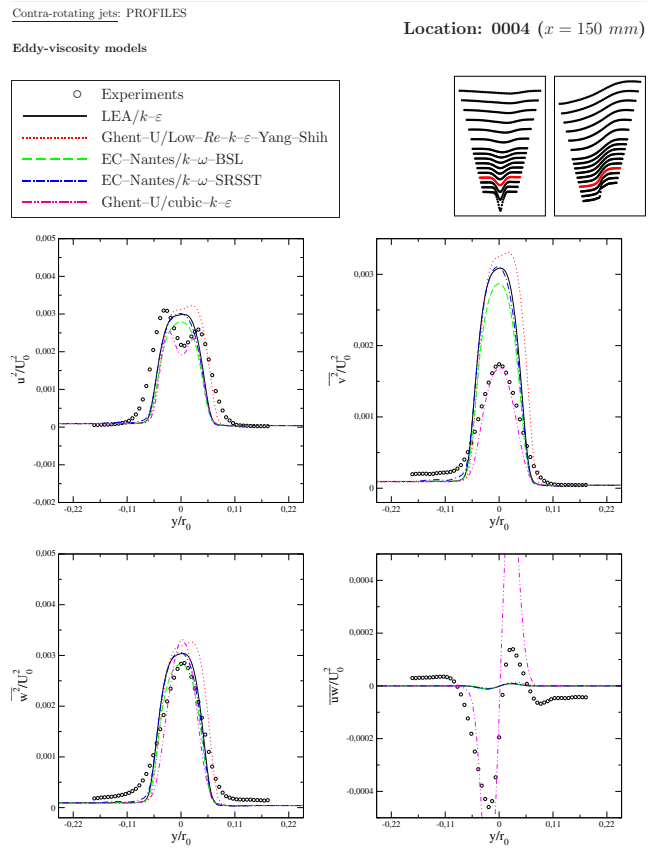 Contra-rotating jets: PROFILES
Location: 0004 (x = 150 mm)
Eddy-viscosity models
Experiments
LEA/k–ε
Ghent–U/Low–Re–k–ε–Yang–Shih
EC–Nantes/k–ω–BSL
EC–Nantes/k–ω–SRSST
Ghent–U/cubic–k–ε
0,005
0,004
0,003
0,002
0,001
0
-0,001
-0,002
u²/U₀²
-0,22 -0,11 0 0,11 0,22
y/r₀
0,003
0,002
0,001
0
v²/U₀²
-0,22 -0,11 0 0,11 0,22
y/r₀
0,005
0,004
0,003
0,002
0,001
0
w²/U₀²
-0,22 -0,11 0 0,11 0,22
y/r₀
0,0004
0,0002
0
-0,0002
-0,0004
uw/U₀²
-0,22 -0,11 0 0,11 0,22
y/r₀